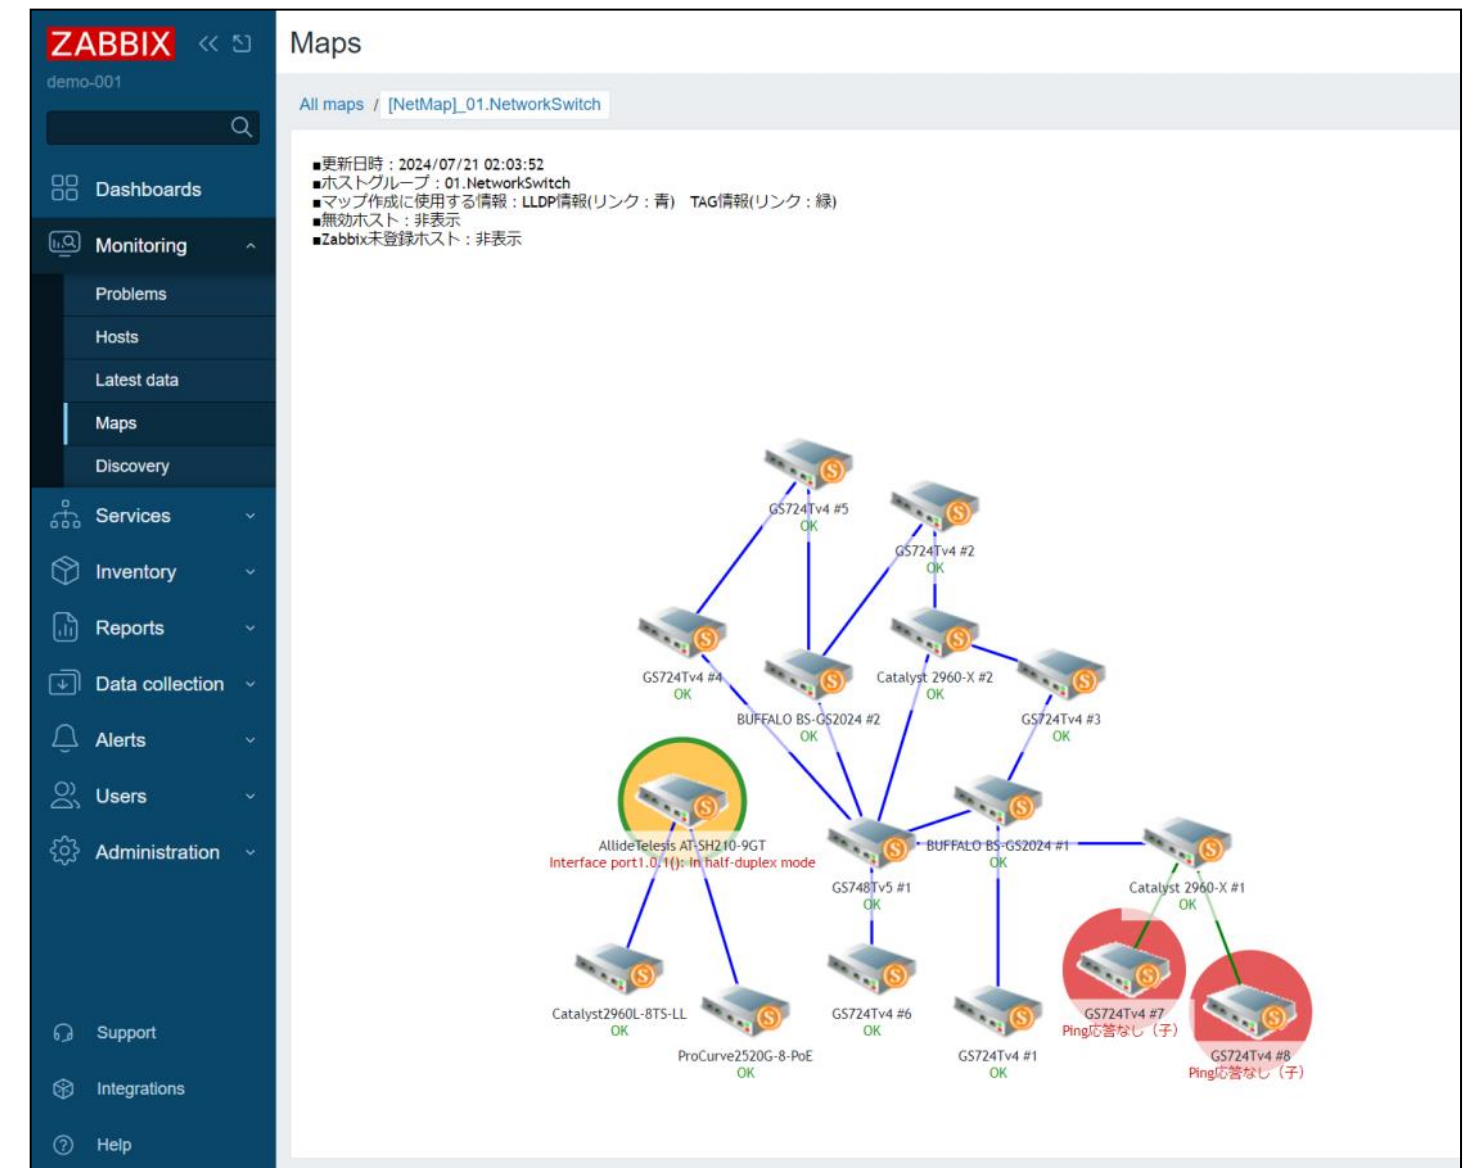 ZABBIX
demo-001
Dashboards
Monitoring
Problems
Hosts
Latest data
Maps
Discovery
Services
Inventory
Reports
Data collection
Alerts
Users
Administration
Support
Integrations
Help
Maps
All maps / [NetMap]_01.NetworkSwitch
■更新日時：2024/07/21 02:03:52
■ホストグループ：01.NetworkSwitch
■マップ作成に使用する情報：LLDP情報(リンク：青) TAG情報(リンク：緑)
■無効ホスト：非表示
■Zabbix未登録ホスト：非表示
GS724Tv4 #5
OK
GS724Tv4 #2
OK
GS724Tv4 #4
OK
Catalyst 2960-X #2
OK
BUFFALO BS-GS2024 #2
OK
GS724Tv4 #3
OK
AllideTelesis AT-SH210-9GT
Interface port1.0.1(): In half-duplex mode
BUFFALO BS-GS2024 #1
OK
GS748Tv5 #1
OK
Catalyst 2960-X #1
OK
Catalyst2960L-8TS-LL
OK
GS724Tv4 #6
OK
GS724Tv4 #7
Ping応答なし（子）
ProCurve2520G-8-PoE
OK
GS724Tv4 #1
OK
GS724Tv4 #8
Ping応答なし（子）